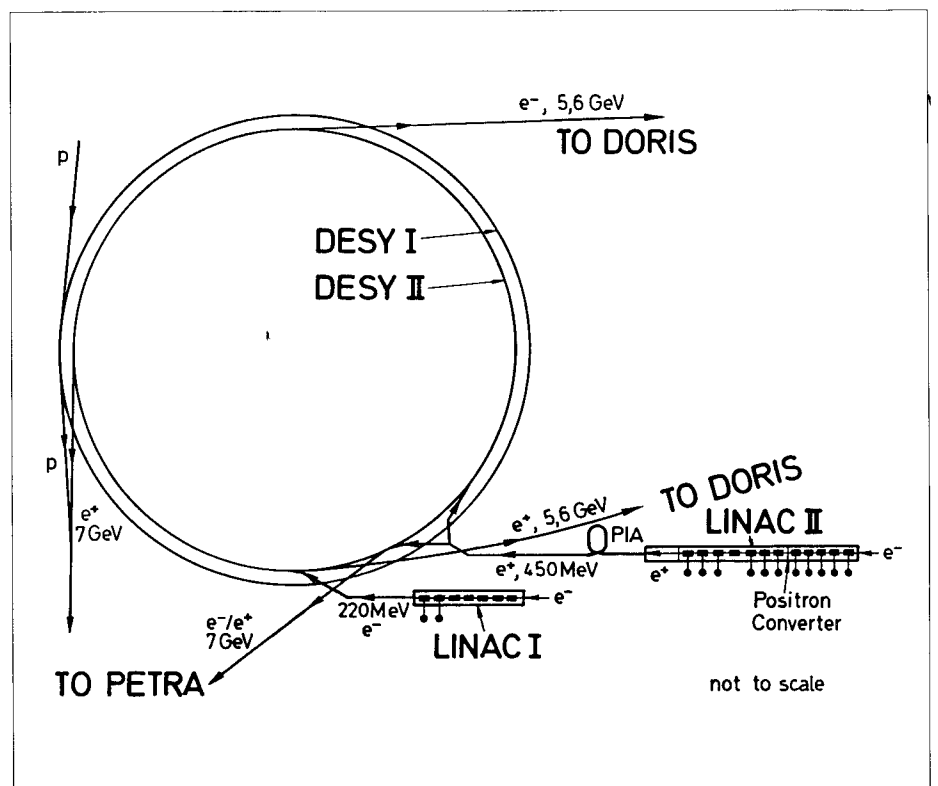 e⁻, 5,6 GeV
TO DORIS
p
DESY I
DESY II
p
e⁺
7 GeV
TO DORIS
e⁺, 5,6 GeV
PIA
LINAC II
e⁺, 450 MeV
e⁺
e⁻
Positron
Converter
220 MeV
e⁻
e⁻
LINAC I
e⁻/e⁺
7 GeV
TO PETRA
not to scale